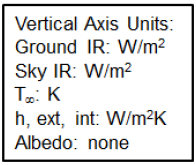 Vertical Axis Units:
Ground IR: W/m²
Sky IR: W/m²
T∞: K
h, ext, int: W/m²K
Albedo: none